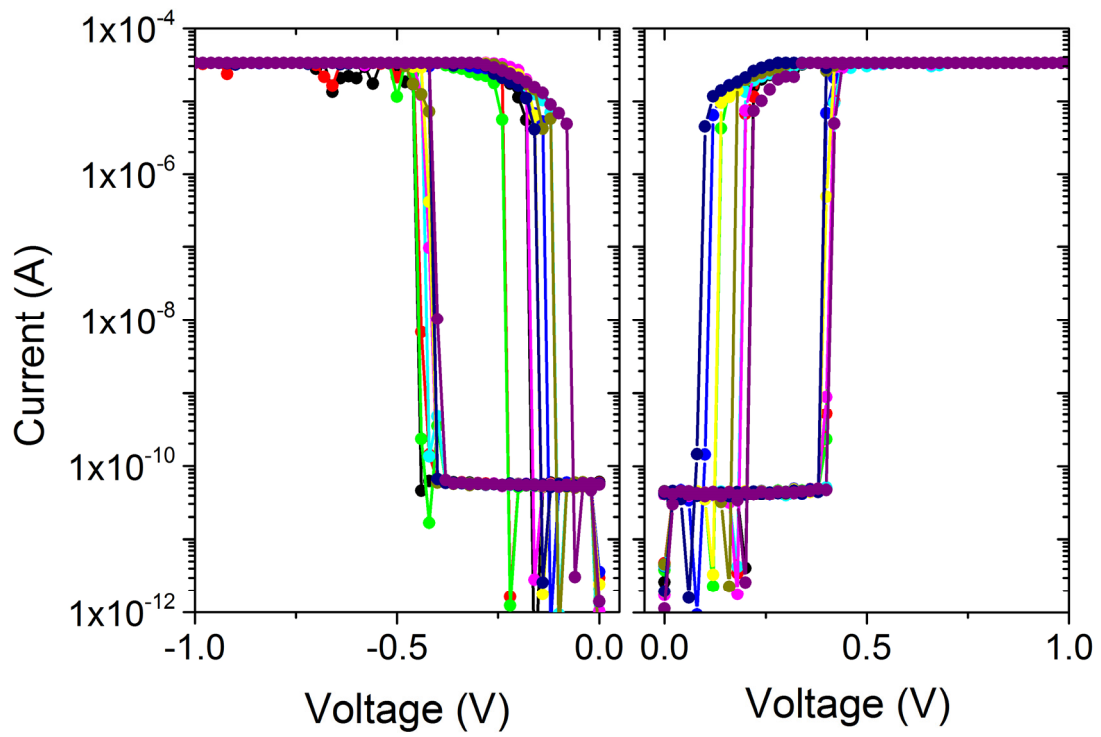 Current (A)
1x10⁻⁴
1x10⁻⁶
1x10⁻⁸
1x10⁻¹⁰
1x10⁻¹²
-1.0 -0.5 0.0 0.0 0.5 1.0
Voltage (V) Voltage (V)